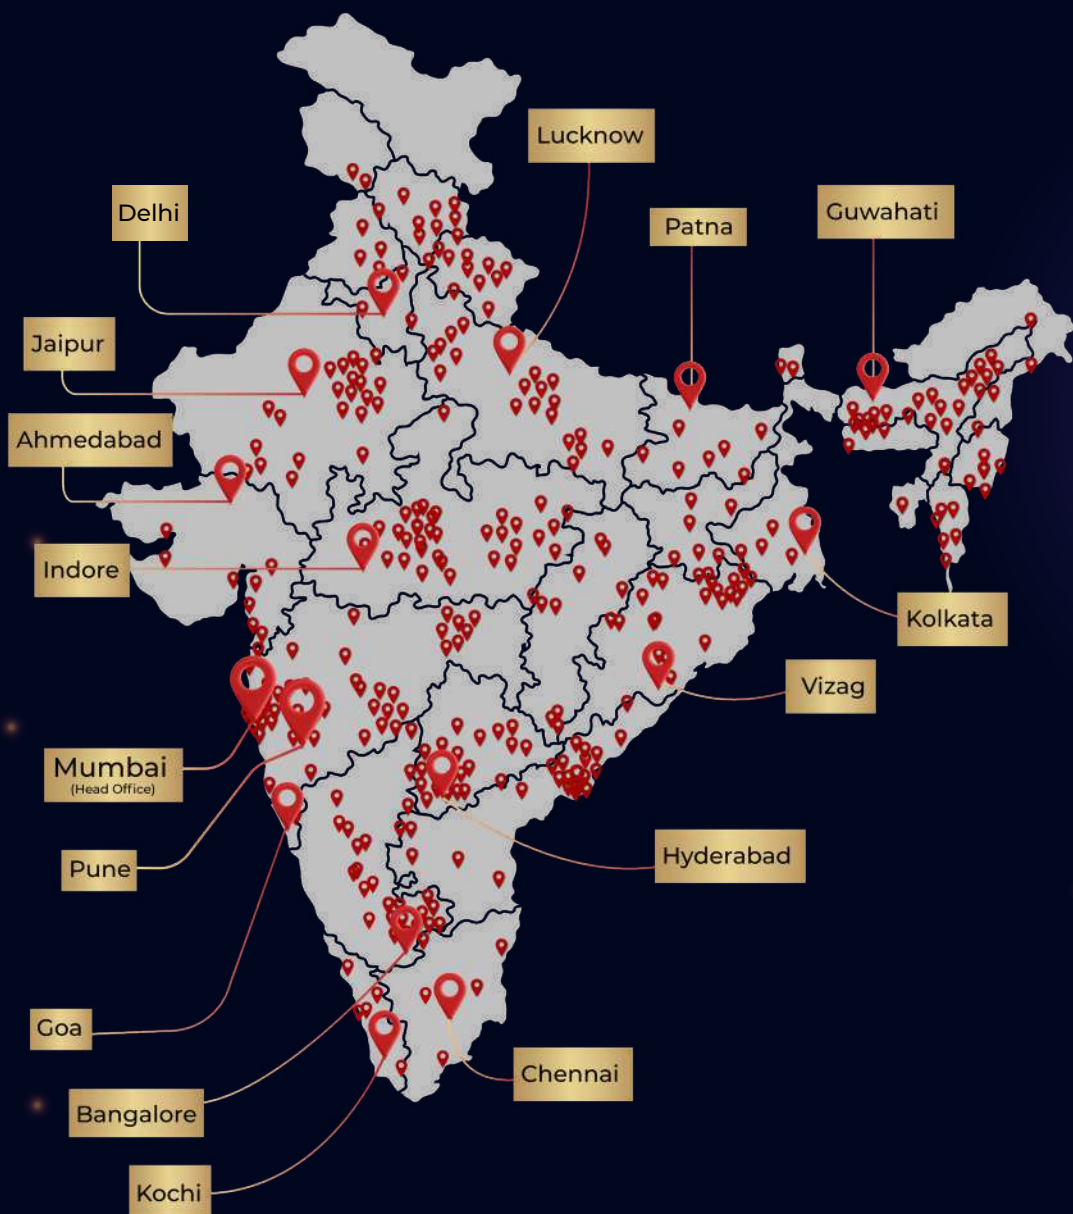 Lucknow
Delhi
Patna
Guwahati
Jaipur
Ahmedabad
Indore
Kolkata
Vizag
Mumbai
(Head Office)
Pune
Hyderabad
Goa
Chennai
Bangalore
Kochi